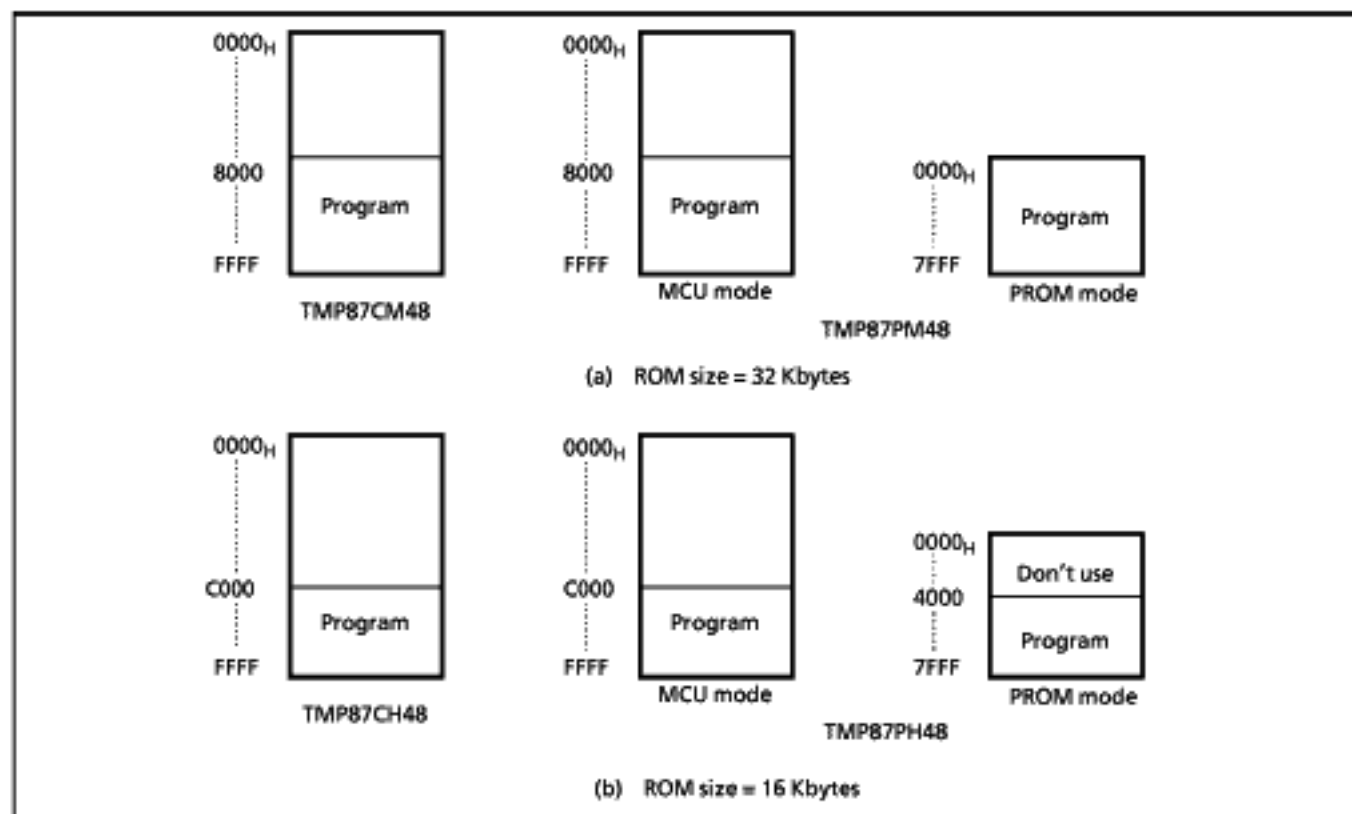 0000H
8000
Program
FFFF
TMP87CM48
0000H
8000
Program
FFFF
MCU mode
0000H
Program
7FFF
PROM mode
TMP87PM48
(a) ROM size = 32 Kbytes
0000H
C000
Program
FFFF
TMP87CH48
0000H
C000
Program
FFFF
MCU mode
0000H
Don't use
4000
Program
7FFF
PROM mode
TMP87PH48
(b) ROM size = 16 Kbytes